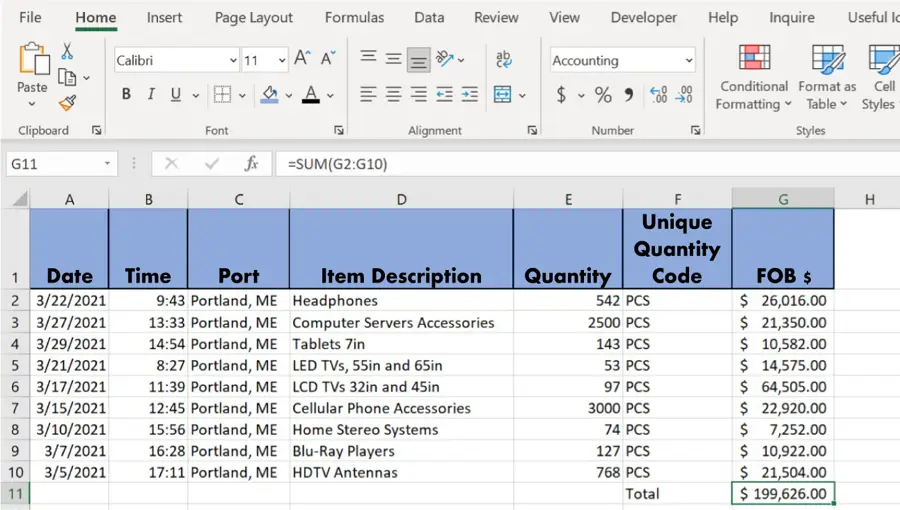 File Home Insert Page Layout Formulas Data Review View Developer Help Inquire Useful
Calibri 11 A^ A˅ ab Accounting
Paste B I U A $ % 9 .00 Conditional Formatting Format as Table Cell Styles
Clipboard Font Alignment Number Styles
G11 fx =SUM(G2:G10)
A B C D E F G H
1 Date Time Port Item Description Quantity Unique Quantity Code FOB $
2 3/22/2021 9:43 Portland, ME Headphones 542 PCS $ 26,016.00
3 3/27/2021 13:33 Portland, ME Computer Servers Accessories 2500 PCS $ 21,350.00
4 3/29/2021 14:54 Portland, ME Tablets 7in 143 PCS $ 10,582.00
5 3/21/2021 8:27 Portland, ME LED TVs, 55in and 65in 53 PCS $ 14,575.00
6 3/17/2021 11:39 Portland, ME LCD TVs 32in and 45in 97 PCS $ 64,505.00
7 3/15/2021 12:45 Portland, ME Cellular Phone Accessories 3000 PCS $ 22,920.00
8 3/10/2021 15:56 Portland, ME Home Stereo Systems 74 PCS $ 7,252.00
9 3/7/2021 16:28 Portland, ME Blu-Ray Players 127 PCS $ 10,922.00
10 3/5/2021 17:11 Portland, ME HDTV Antennas 768 PCS $ 21,504.00
11 Total $ 199,626.00